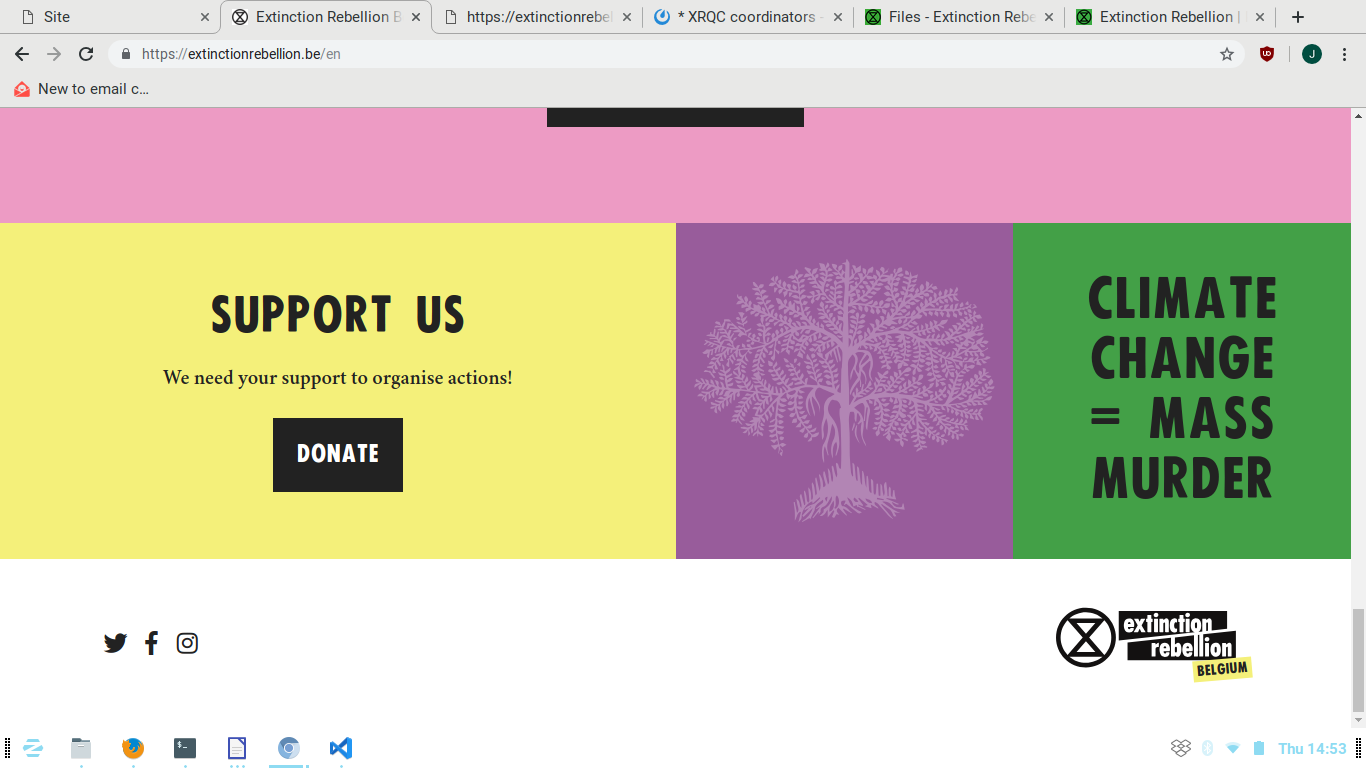 Site
Extinction Rebellion B
https://extinctionrebel
* XRQC coordinators -
Files - Extinction Rebe
Extinction Rebellion |
https://extinctionrebellion.be/en
J
New to email c...
SUPPORT US
We need your support to organise actions!
DONATE
CLIMATE
CHANGE
= MASS
MURDER
extinction
rebellion
BELGIUM
Thu 14:53